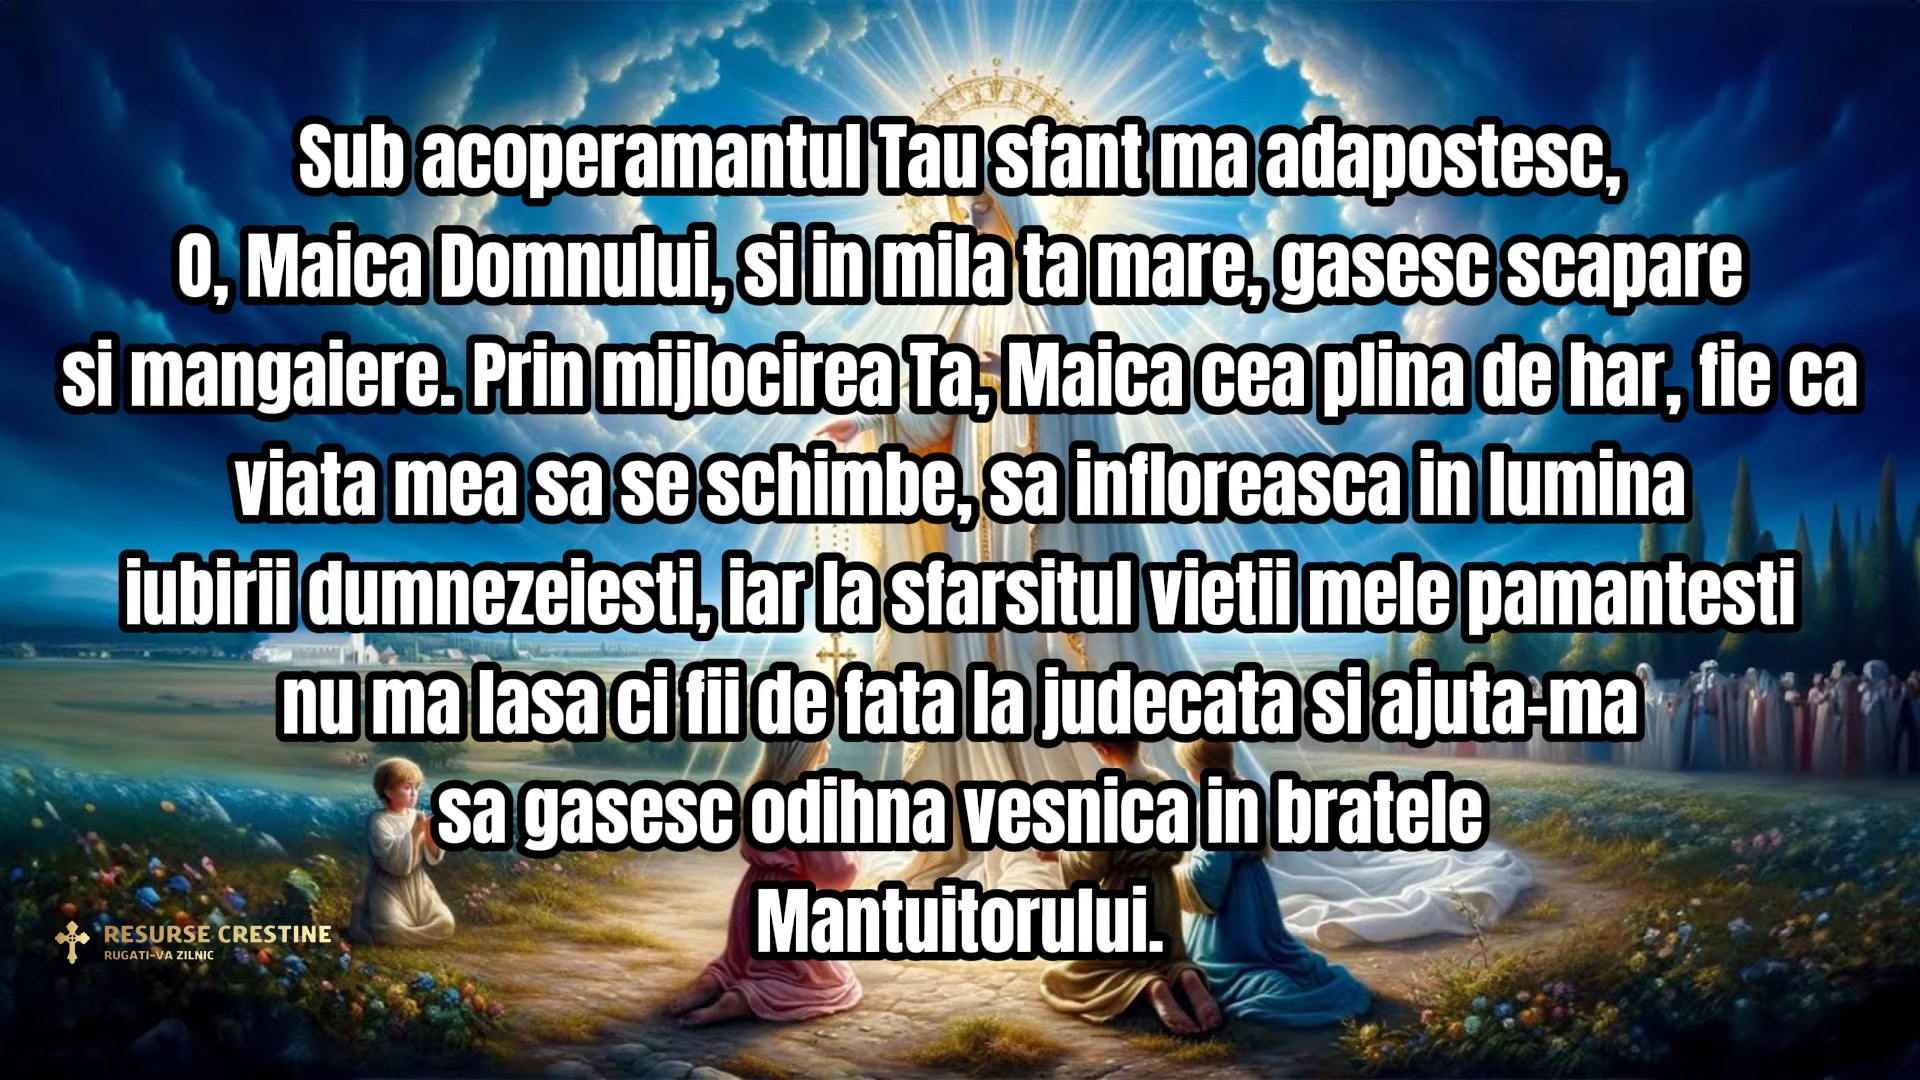 Sub acoperamantul Tau sfant ma adapostesc,
O, Maica Domnului, si in mila ta mare, gasesc scapare
si mangaiere. Prin mijlocirea Ta, Maica cea plina de har, fie ca
viata mea sa se schimbe, sa infloreasca in lumina
iubirii dumnezeiesti, iar la sfarsitul vietii mele pamantesti
nu ma lasa ci fii de fata la judecata si ajuta-ma
sa gasesc odihna vesnica in bratele
Mantuitorului.
RESURSE CRESTINE
RUGATI-VA ZILNIC